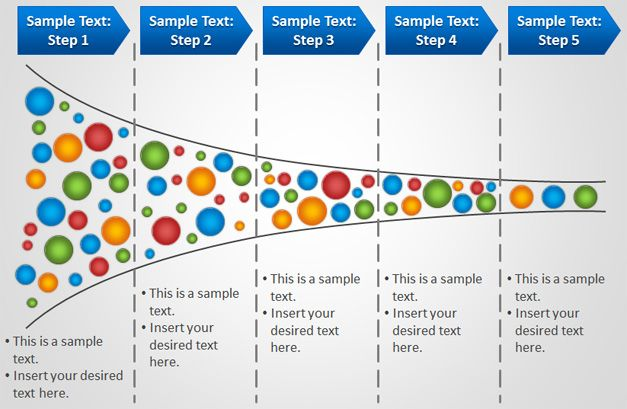 Sample Text:
Step 1
Sample Text:
Step 2
Sample Text:
Step 3
Sample Text:
Step 4
Sample Text:
Step 5
• This is a sample
text.
• Insert your desired
text here.
• This is a sample
text.
• Insert your
desired text
here.
• This is a sample
text.
• Insert your
desired text
here.
• This is a sample
text.
• Insert your
desired text
here.
• This is a sample
text.
• Insert your
desired text
here.